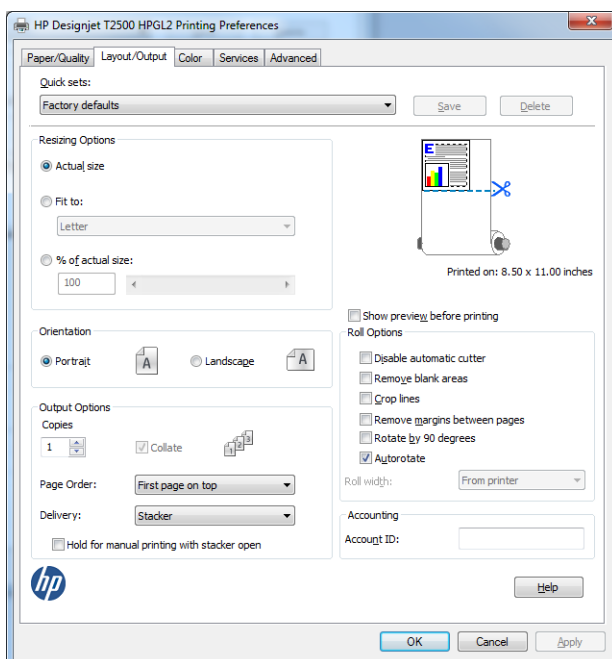 HP Designjet T2500 HPGL2 Printing Preferences
Paper/Quality Layout/Output Color Services Advanced
Quick sets:
Factory defaults Save Delete
Resizing Options
Actual size
Fit to:
Letter
% of actual size:
100
E
Printed on: 8.50 x 11.00 inches
Show preview before printing
Orientation
Portrait A Landscape A
Roll Options
Disable automatic cutter
Remove blank areas
Crop lines
Remove margins between pages
Rotate by 90 degrees
Autorotate
Roll width: From printer
Output Options
Copies
1 Collate 1 2 3
Page Order: First page on top
Delivery: Stacker
Hold for manual printing with stacker open
Accounting
Account ID:
hp
Help
OK Cancel Apply